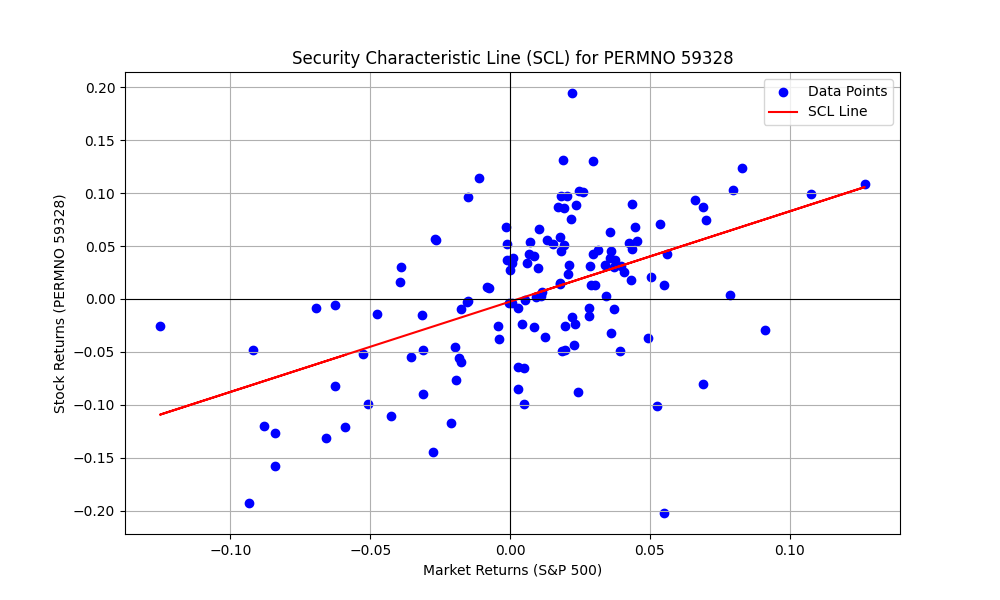 Security Characteristic Line (SCL) for PERMNO 59328
Data Points
SCL Line
0.20
0.15
0.10
0.05
0.00
−0.05
−0.10
−0.15
−0.20
Stock Returns (PERMNO 59328)
−0.10
−0.05
0.00
0.05
0.10
Market Returns (S&P 500)